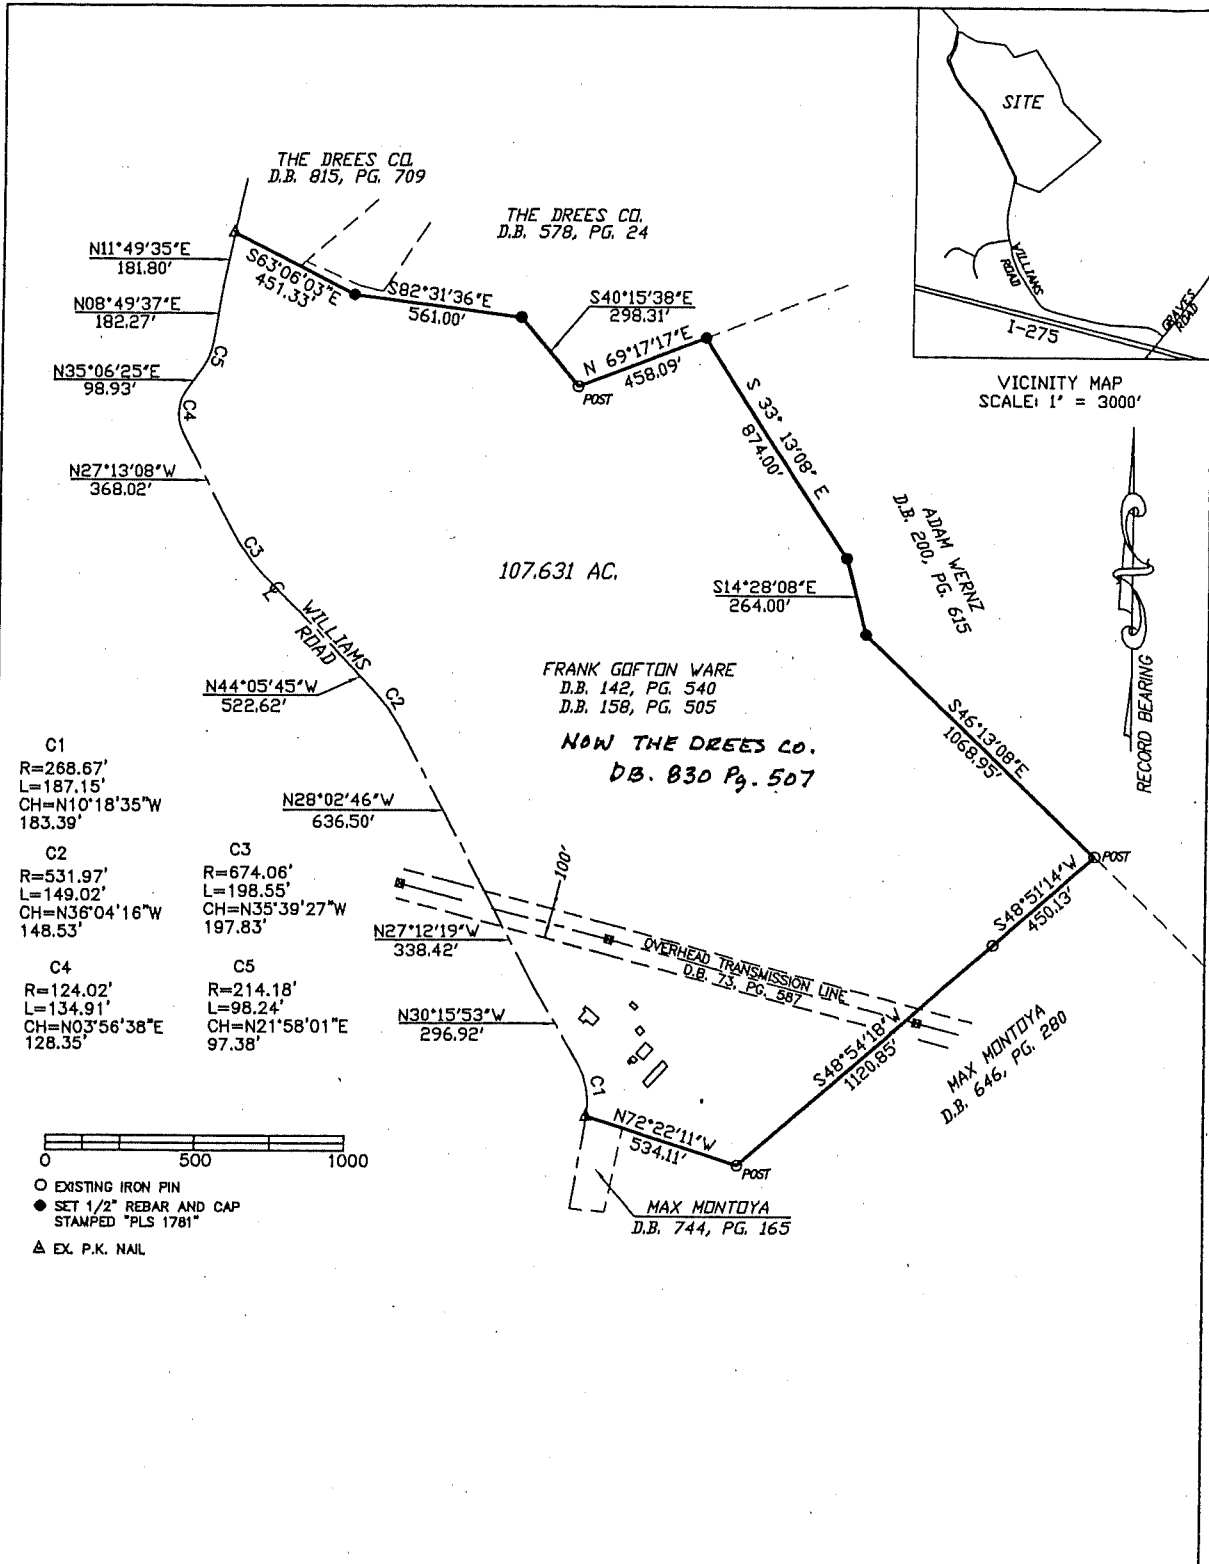 SITE
WILLIAMS
ROAD
GRAVES
ROAD
I-275
VICINITY MAP
SCALE: 1" = 3000'
THE DREES CO.
D.B. 815, PG. 709
THE DREES CO.
D.B. 578, PG. 24
N11°49'35"E
181.80'
S63°06'03"E
451.33'
S82°31'36"E
561.00'
S40°15'38"E
298.31'
N08°49'37"E
182.27'
N 69°17'17"E
458.09'
POST
C5
N35°06'25"E
98.93'
C4
S 33° 13'08" E
874.00'
N27°13'08"W
368.02'
ADAM WERNZ
D.B. 200, PG. 615
C3
107.631 AC.
S14°28'08"E
264.00'
WILLIAMS
ROAD
RECORD BEARING
FRANK GOFTON WARE
D.B. 142, PG. 540
D.B. 158, PG. 505
N44°05'45"W
522.62'
C2
NOW THE DREES CO.
DB. 830 Pg. 507
S46°13'08"E
1068.95'
C1
R=268.67'
L=187.15'
CH=N10°18'35"W
183.39'
N28°02'46"W
636.50'
C2
R=531.97'
L=149.02'
CH=N36°04'16"W
148.53'
C3
R=674.06'
L=198.55'
CH=N35°39'27"W
197.83'
100'
POST
S48°51'14"W
450.13'
N27°12'19"W
338.42'
OVERHEAD TRANSMISSION LINE
D.B. 73, PG. 587
C4
R=124.02'
L=134.91'
CH=N03°56'38"E
128.35'
C5
R=214.18'
L=98.24'
CH=N21°58'01"E
97.38'
N30°15'53"W
296.92'
S48°54'18"W
1120.85'
MAX MONTOYA
D.B. 646, PG. 280
C1
N72°22'11"W
534.11'
POST
MAX MONTOYA
D.B. 744, PG. 165
0 500 1000
EXISTING IRON PIN
SET 1/2" REBAR AND CAP
STAMPED "PLS 1781"
EX. P.K. NAIL